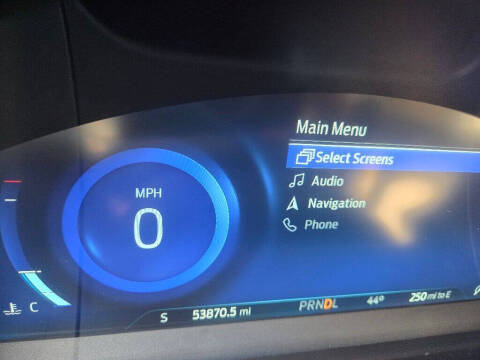 Main Menu
Select Screens
Audio
Navigation
Phone
MPH
0
C
S 53870.5 mi PRNDL 44° 250 mi to E